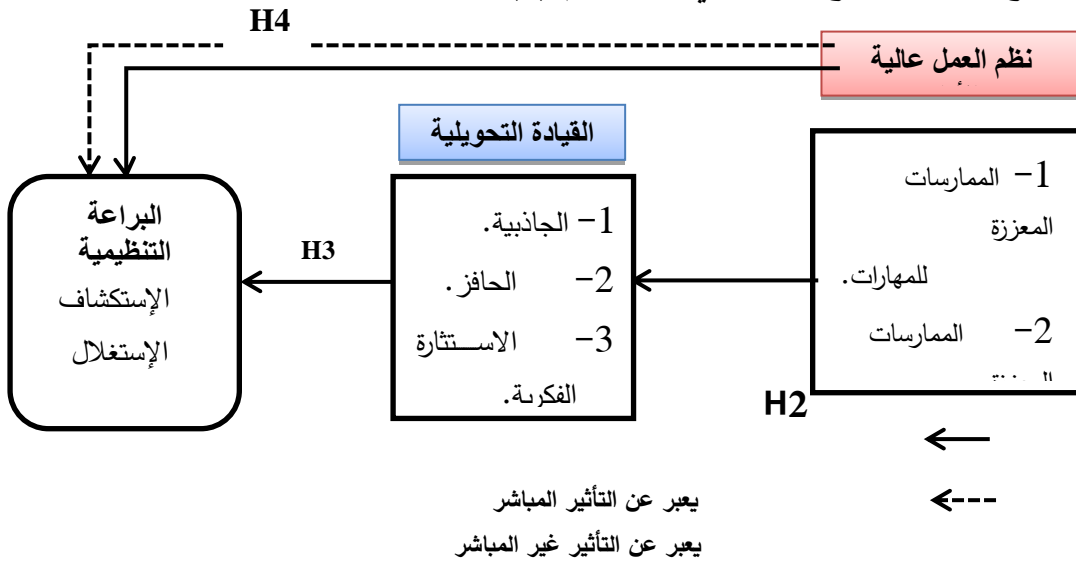 H4
نظم العمل عالية
القيادة التحويلية
1- الممارسات
المعززة
للمهارات.
2- الممارسات
1- الجاذبية.
2- الحافز.
3- الاســتثارة
الفكرية.
H3
البراعة
التنظيمية
الإستكشاف
الإستغلال
H2
يعبر عن التأثير المباشر
يعبر عن التأثير غير المباشر